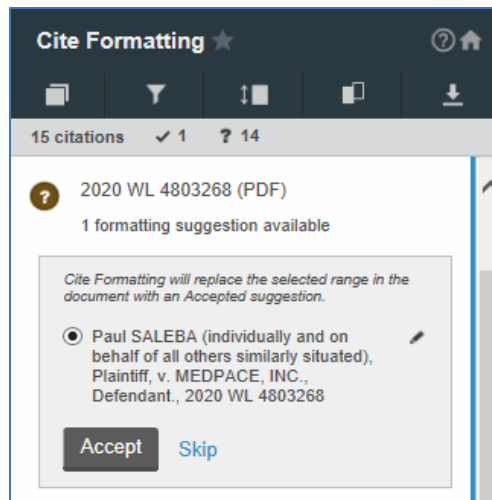 Cite Formatting
15 citations ✓ 1 ? 14
? 2020 WL 4803268 (PDF)
1 formatting suggestion available
Cite Formatting will replace the selected range in the
document with an Accepted suggestion.
Paul SALEBA (individually and on
behalf of all others similarly situated),
Plaintiff, v. MEDPACE, INC.,
Defendant., 2020 WL 4803268
Accept Skip